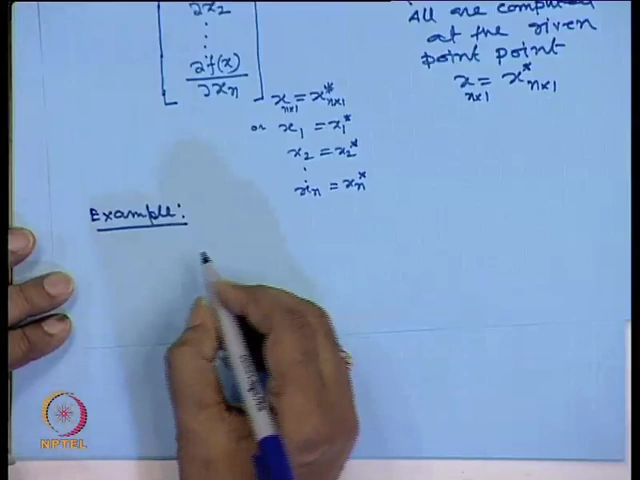 ∂x₂
⋮
∂f(x)
∂xₙ
x = x*
n×1 n×1
or x₁ = x₁*
x₂ = x₂*
⋮
xₙ = xₙ*
All are computed
at the given
point point
x = x*
n×1 n×1
Example:
NPTEL